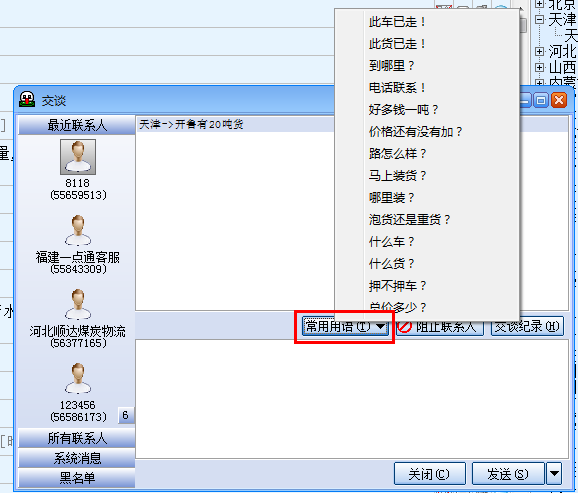 此车已走！
此货已走！
到哪里？
电话联系！
好多钱一吨？
价格还有没有加？
路怎么样？
马上装货？
哪里装？
泡货还是重货？
什么车？
什么货？
押不押车？
总价多少？
北京
天津
天
河北
山西
内蒙
交谈
最近联系人
天津->开鲁有20吨货
8118
(55659513)
福建一点通客服
(55843309)
河北顺达煤炭物流
(56377165)
123456
(56586173)
6
所有联系人
系统消息
黑名单
常用用语(I)
阻止联系人
交谈纪录(H)
关闭(C)
发送(S)